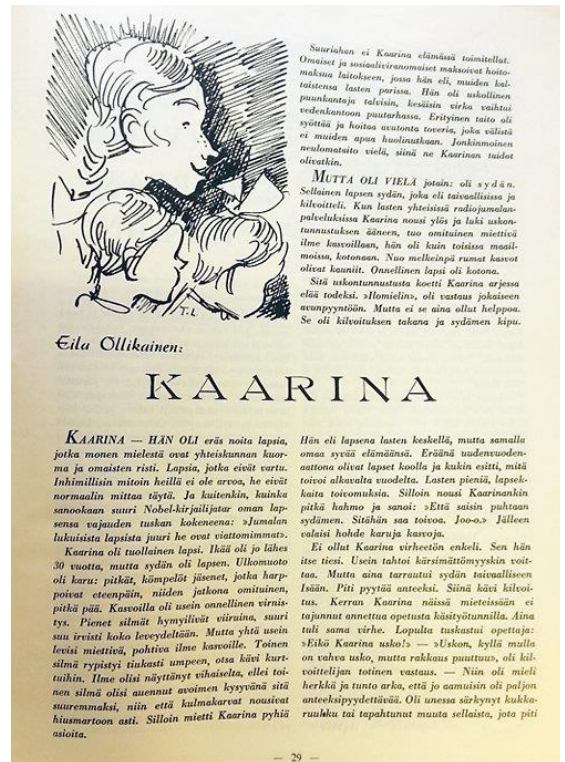 Suuriahan ei Kaarina elämässä toimitellut.
Omaiset ja sosiaaliviranomaiset maksoivat hoito-
maksua laitokseen, jossa hän eli, muiden kal-
taistensa lasten parissa. Hän oli uskollinen
puunkantaja talvisin, kesäisin virka vaihtui
vedenkantoon puutarhassa. Erityinen taito oli
syöttää ja hoitaa avutonta toveria, joka välistä
ei muiden apua huolinutkaan. Jonkinmoinen
neulomataito vielä, siinä ne Kaarinan taidot
olivatkin.
MUTTA OLI VIELÄ jotain: oli sydän.
Sellainen lapsen sydän, joka eli taivaallisissa ja
kilvoitteli. Kun lasten yhteisissä radiojumalan-
palveluksissa Kaarina nousi ylös ja luki uskon-
tunnustuksen ääneen, tuo omituinen miettivä
ilme kasvoillaan, hän oli kuin toisissa maail-
moissa, kotonaan. Nuo melkeinpä rumat kasvot
olivat kauniit. Onnellinen lapsi oli kotona.
Sitä uskontunnustusta koetti Kaarina arjessa
elää todeksi. »Ilomielin», oli vastaus jokaiseen
avunpyyntöön. Mutta ei se aina ollut helppoa.
Se oli kilvoituksen takana ja sydämen kipu.
T.L.
Eila Ollikainen:
KAARINA
KAARINA — HÄN OLI eräs noita lapsia,
jotka monen mielestä ovat yhteiskunnan kuor-
ma ja omaisten risti. Lapsia, jotka eivät vartu.
Inhimillisin mitoin heillä ei ole arvoa, he eivät
normaalin mittaa täytä. Ja kuitenkin, kuinka
sanookaan suuri Nobel-kirjailijatar oman lap-
sensa vajauden tuskan kokeneena: »Jumalan
lukuisista lapsista juuri he ovat viattomimmat».
Kaarina oli tuollainen lapsi. Ikää oli jo lähes
30 vuotta, mutta sydän oli lapsen. Ulkomuoto
oli karu: pitkät, kömpelöt jäsenet, jotka harp-
poivat eteenpäin, niiden jatkona omituinen,
pitkä pää. Kasvoilla oli usein onnellinen virnis-
tys. Pienet silmät hymyilivät viiruina, suuri
suu irvisti koko leveydeltään. Mutta yhtä usein
levisi miettivä, pohtiva ilme kasvoille. Toinen
silmä rypistyi tiukasti umpeen, otsa kävi kurt-
tuihin. Ilme olisi näyttänyt vihaiselta, ellei toi-
nen silmä olisi auennut avoimen kysyvänä sitä
suuremmaksi, niin että kulmakarvat nousivat
hiusmartoon asti. Silloin mietti Kaarina pyhiä
asioita.
Hän eli lapsena lasten keskellä, mutta samalla
omaa syvää elämäänsä. Eräänä uudenvuoden-
aattona olivat lapset koolla ja kukin esitti, mitä
toivoi alkavalta vuodelta. Lasten pieniä, lapsek-
kaita toivomuksia. Silloin nousi Kaarinankin
pitkä hahmo ja sanoi: »Että saisin puhtaan
sydämen. Sitähän saa toivoa. Joo-o.» Jälleen
valaisi hohde karuja kasvoja.
Ei ollut Kaarina virheetön enkeli. Sen hän
itse tiesi. Usein tahtoi kärsimättömyyskin voit-
taa. Mutta aina tarrautui sydän taivaalliseen
Isään. Piti pyytää anteeksi. Siinä kävi kilvoi-
tus. Kerran Kaarina näissä mieteissään ei
tajunnut annettua opetusta käsityötunnilla. Aina
tuli sama virhe. Lopulta tuskastui opettaja:
»Eikö Kaarina usko!» — »Uskon, kyllä mulla
on vahva usko, mutta rakkaus puuttuu», oli kil-
voittelijan totinen vastaus. — Niin oli mieli
herkkä ja tunto arka, että jo aamuisin oli paljon
anteeksipyydettävää. Oli unessa särkynyt kukka-
ruukku tai tapahtunut muuta sellaista, jota piti
— 29 —